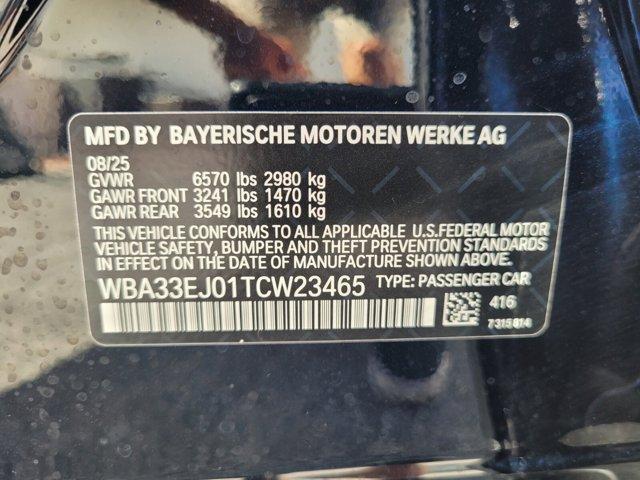 MFD BY BAYERISCHE MOTOREN WERKE AG
08/25
GVWR 6570 lbs 2980 kg
GAWR FRONT 3241 lbs 1470 kg
GAWR REAR 3549 lbs 1610 kg
THIS VEHICLE CONFORMS TO ALL APPLICABLE U.S.FEDERAL MOTOR
VEHICLE SAFETY, BUMPER AND THEFT PREVENTION STANDARDS
IN EFFECT ON THE DATE OF MANUFACTURE SHOWN ABOVE.
WBA33EJ01TCW23465 TYPE: PASSENGER CAR
416
7315814